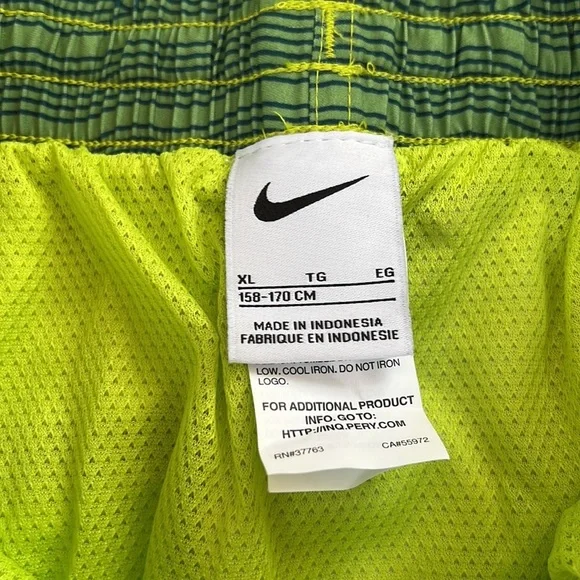 XL TG EG
158-170 CM
MADE IN INDONESIA
FABRIQUE EN INDONESIE
LOW. COOL IRON. DO NOT IRON
LOGO.
FOR ADDITIONAL PRODUCT
INFO. GO TO:
HTTP://INQ.PERY.COM
RN#37763 CA#55972